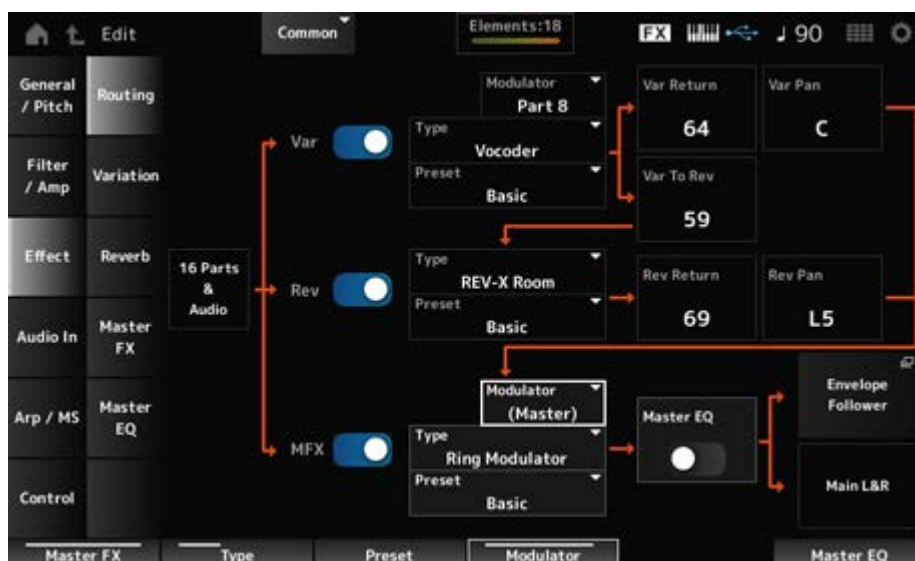 Edit
Common
Elements:18
FX
90
General
/ Pitch
Routing
Filter
/ Amp
Variation
Effect
Reverb
Audio In
Master
FX
Arp / MS
Master
EQ
Control
16 Parts
&
Audio
Var
Modulator
Part 8
Type
Vocoder
Preset
Basic
Var Return
64
Var Pan
C
Var To Rev
59
Rev
Type
REV-X Room
Preset
Basic
Rev Return
69
Rev Pan
L5
MFX
Modulator
(Master)
Type
Ring Modulator
Preset
Basic
Master EQ
Envelope
Follower
Main L&R
Master FX
Type
Preset
Modulator
Master EQ